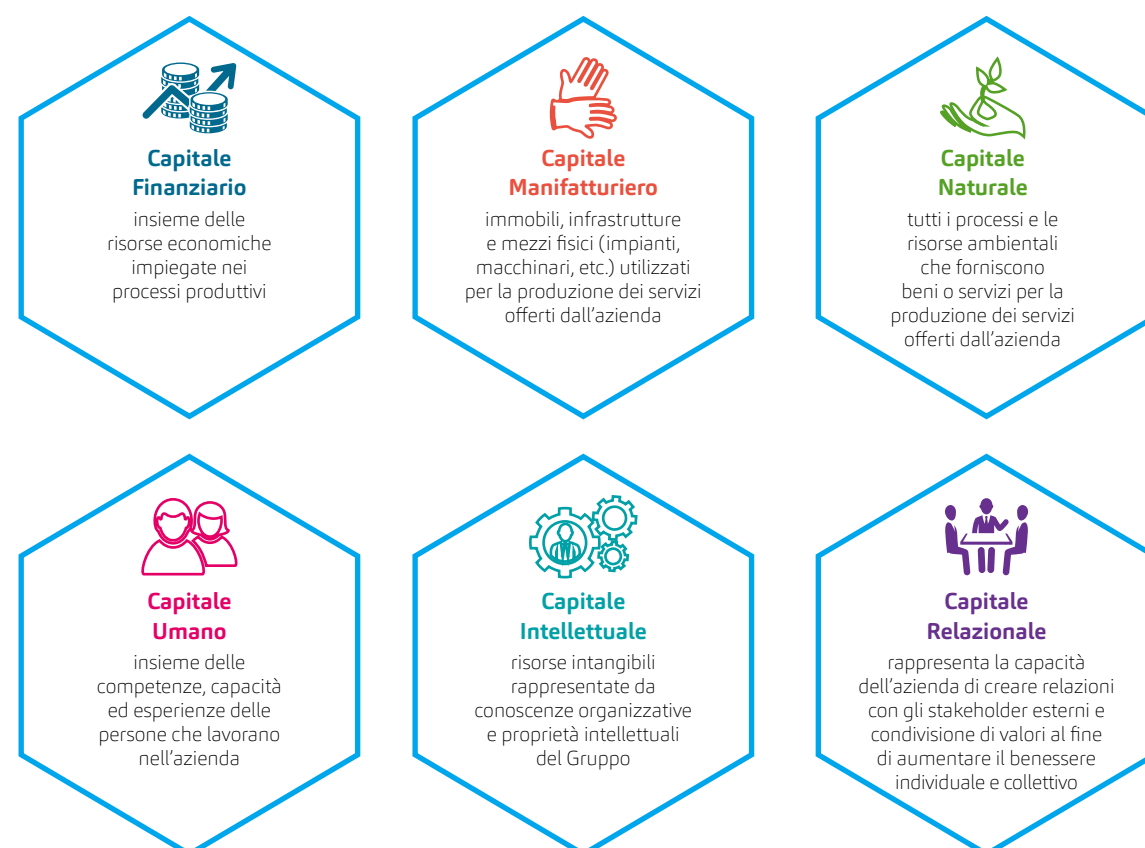 Capitale
Finanziario
insieme delle
risorse economiche
impiegate nei
processi produttivi
Capitale
Manifatturiero
immobili, infrastrutture
e mezzi fisici (impianti,
macchinari, etc.) utilizzati
per la produzione dei servizi
offerti dall'azienda
Capitale
Naturale
tutti i processi e le
risorse ambientali
che forniscono
beni o servizi per la
produzione dei servizi
offerti dall'azienda
Capitale
Umano
insieme delle
competenze, capacità
ed esperienze delle
persone che lavorano
nell'azienda
Capitale
Intellettuale
risorse intangibili
rappresentate da
conoscenze organizzative
e proprietà intellettuali
del Gruppo
Capitale
Relazionale
rappresenta la capacità
dell'azienda di creare relazioni
con gli stakeholder esterni e
condivisione di valori al fine
di aumentare il benessere
individuale e collettivo